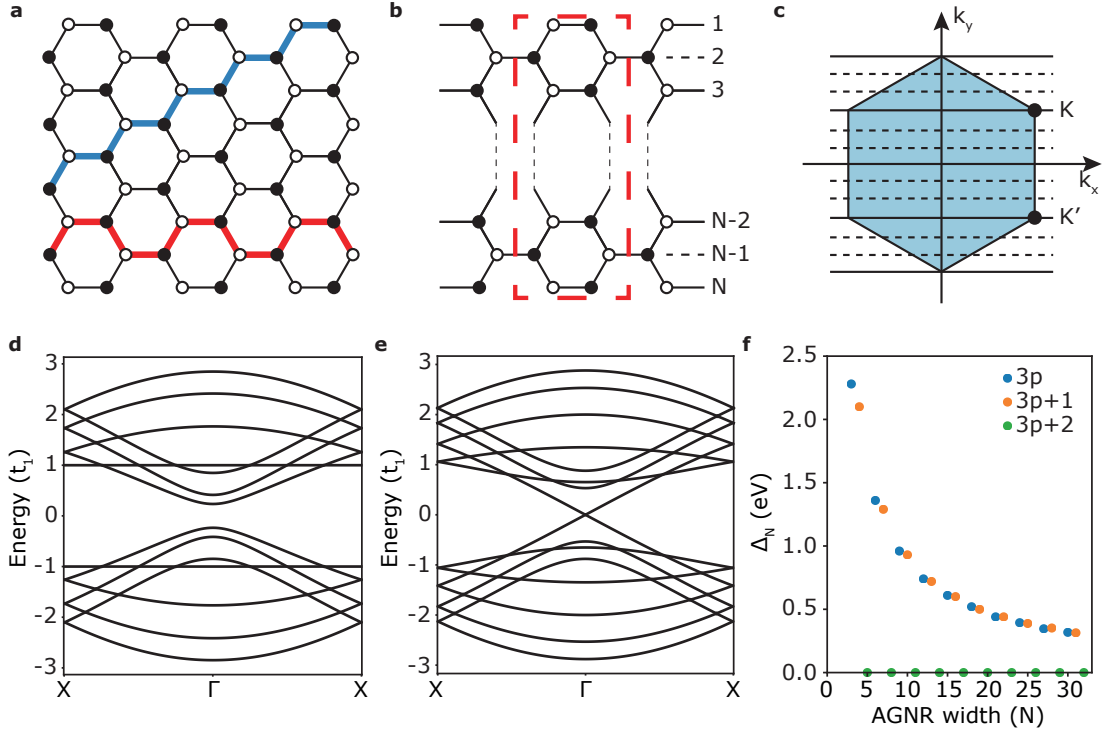 a
b
c
1
2
3
N-2
N-1
N
k_y
K
k_x
K′
d
e
f
Energy (t₁)
3
2
1
0
-1
-2
-3
X
Γ
X
Energy (t₁)
3
2
1
0
-1
-2
-3
X
Γ
X
Δ_N (eV)
2.5
2.0
1.5
1.0
0.5
0.0
3p
3p+1
3p+2
0 5 10 15 20 25 30
AGNR width (N)